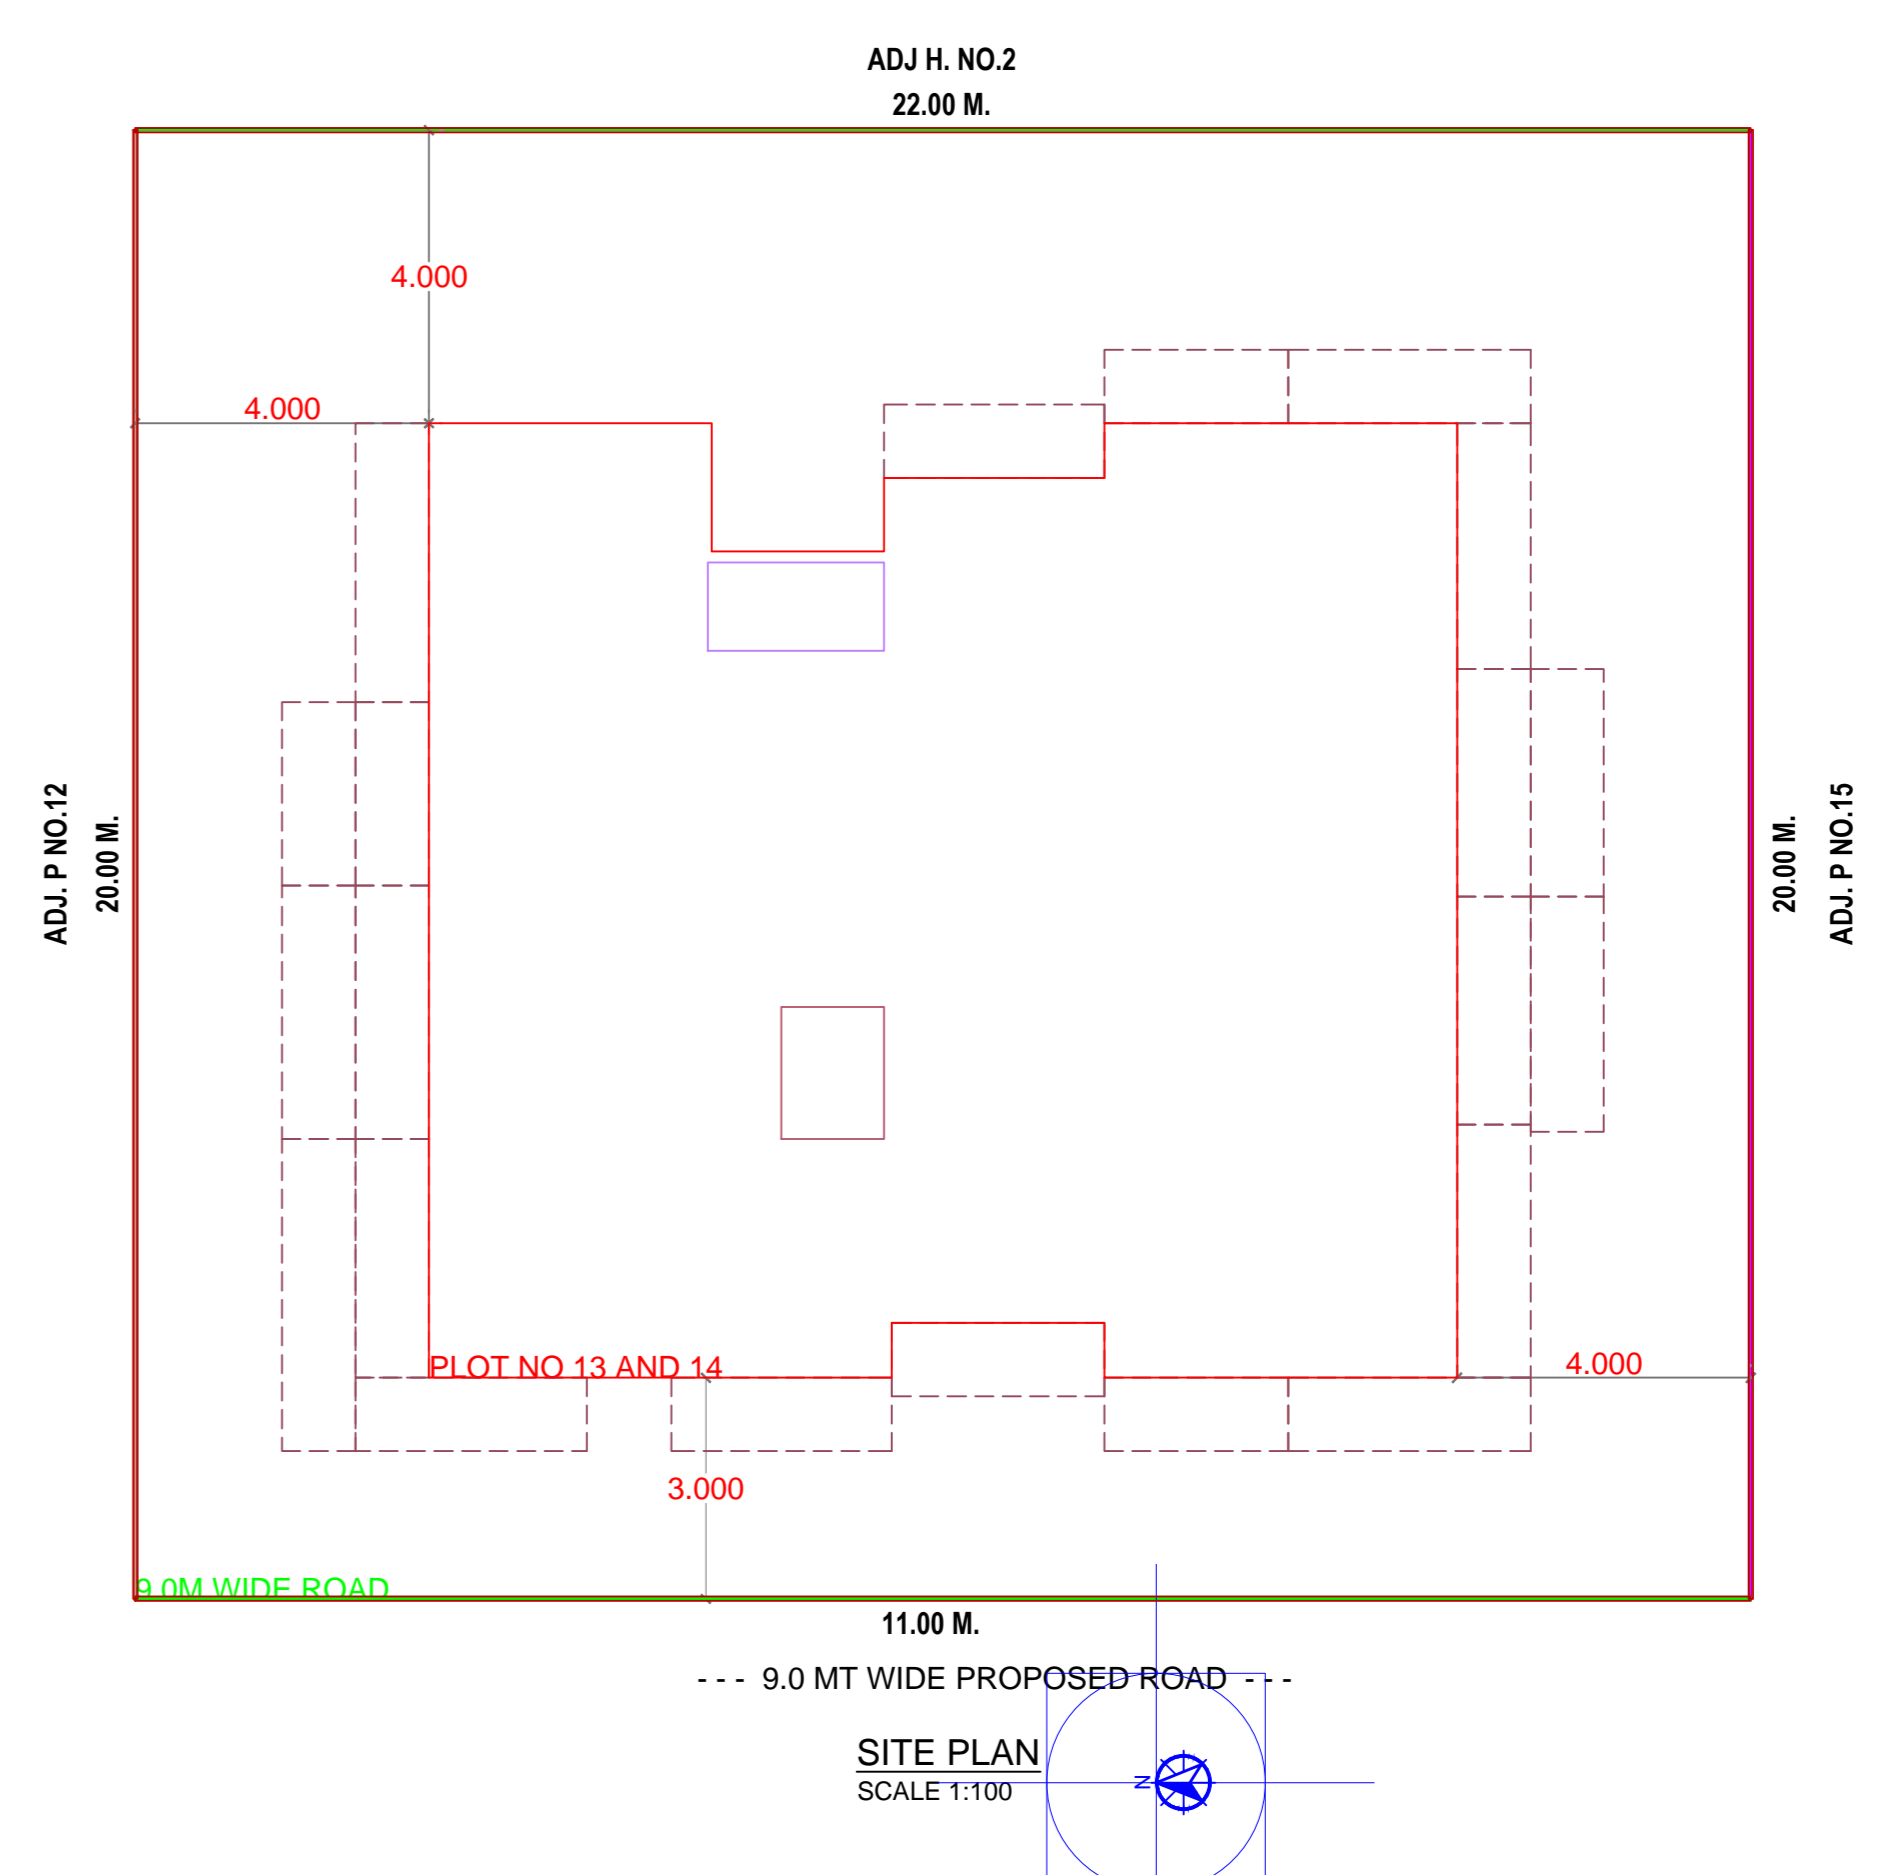 ADJ H. NO.2
22.00 M.
4.000
4.000
ADJ. P NO.12
20.00 M.
20.00 M.
ADJ. P NO.15
PLOT NO 13 AND 14
4.000
3.000
9.0M WIDE ROAD
11.00 M.
--- 9.0 MT WIDE PROPOSED ROAD ---
SITE PLAN
SCALE 1:100
N